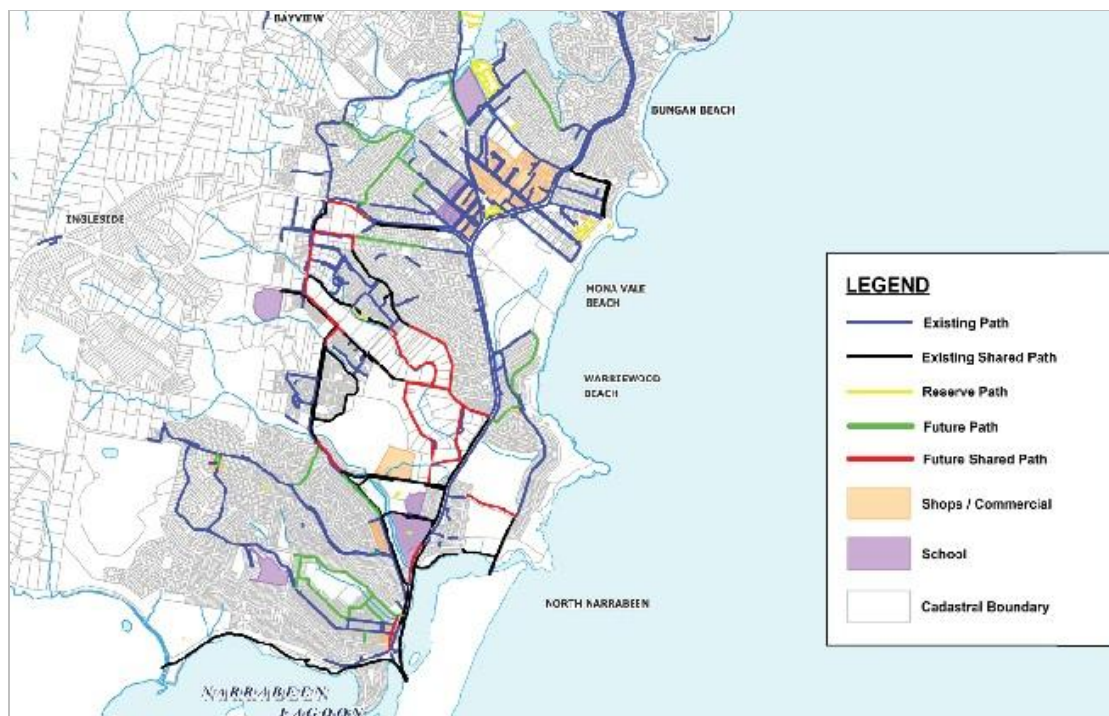 BAYVIEW
BUNGAN BEACH
INGLESIDE
MONA VALE
BEACH
WARRIEWOOD
BEACH
NORTH NARRABEEN
NARRABEEN
LAGOON
LEGEND
Existing Path
Existing Shared Path
Reserve Path
Future Path
Future Shared Path
Shops / Commercial
School
Cadastral Boundary